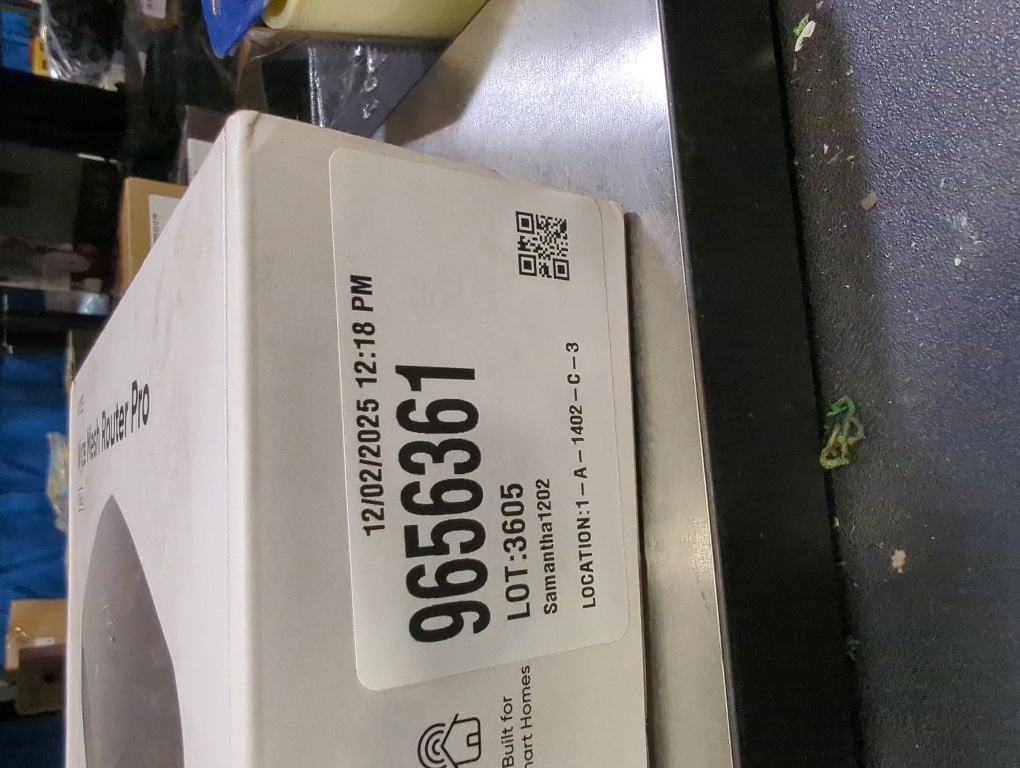 Mesh Router Pro
12/02/2025 12:18 PM
9656361
LOT:3605
Samantha1202
LOCATION:1-A-1402-C-3
Built for
Homes